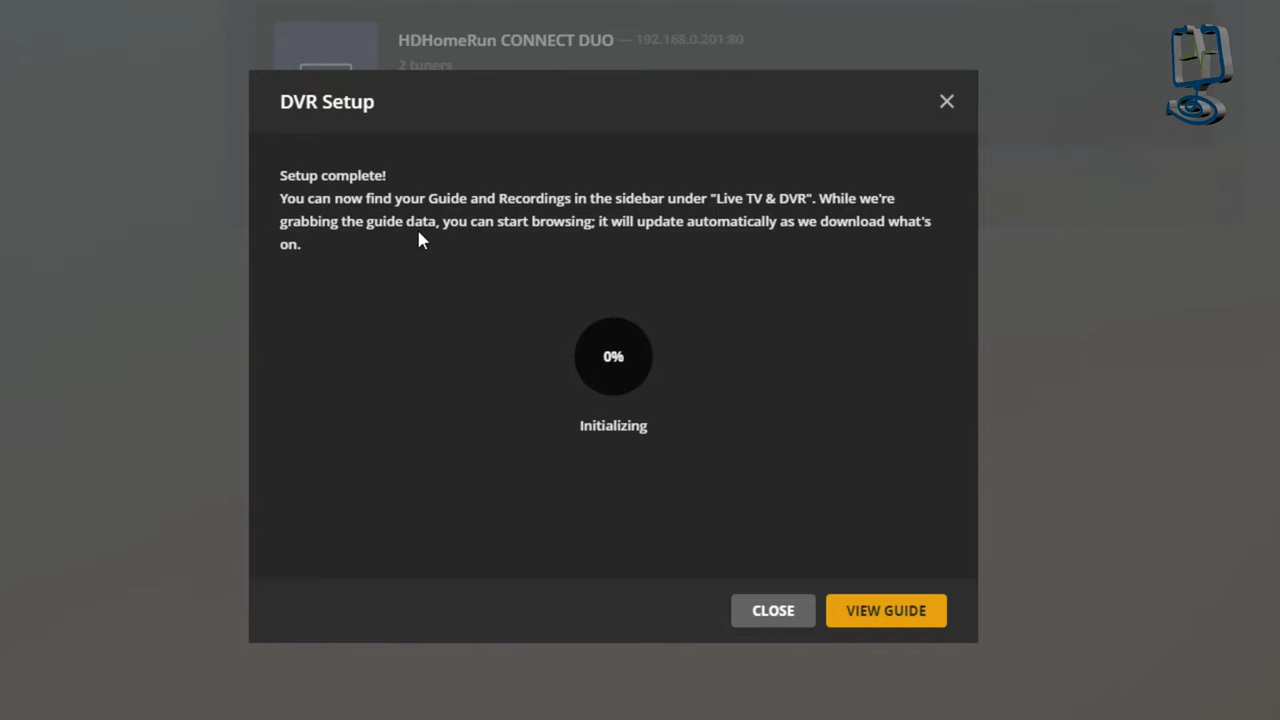 HDHomeRun CONNECT DUO — 192.168.0.201:80
2 tuners
DVR Setup
Setup complete!
You can now find your Guide and Recordings in the sidebar under "Live TV & DVR". While we're
grabbing the guide data, you can start browsing; it will update automatically as we download what's
on.
0%
Initializing
CLOSE
VIEW GUIDE